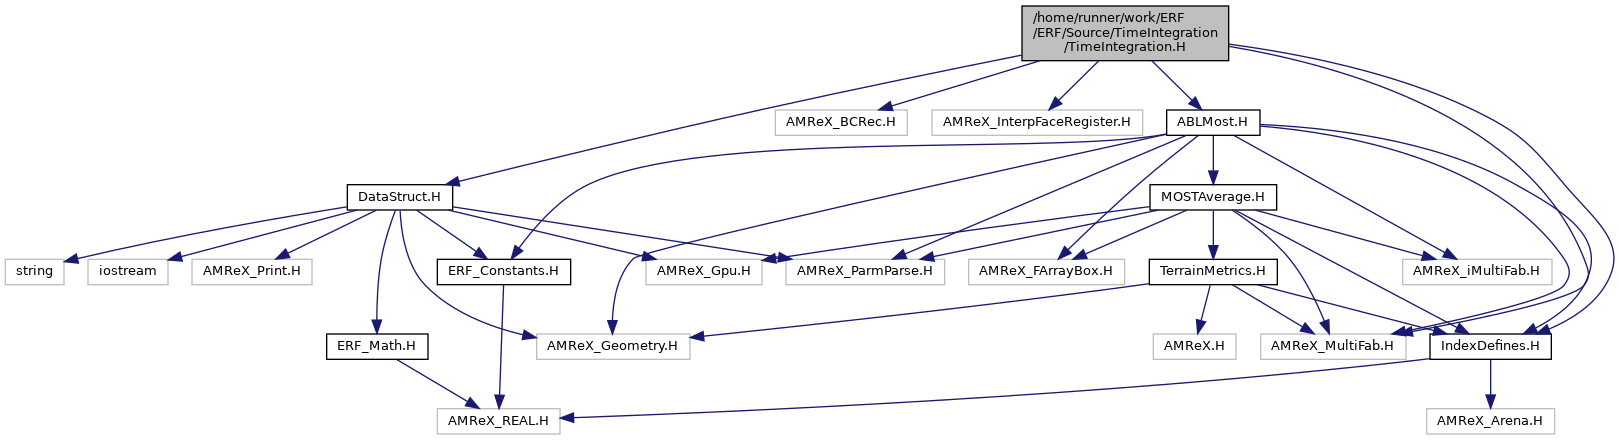 /home/runner/work/ERF
/ERF/Source/TimeIntegration
/TimeIntegration.H
AMReX_BCRec.H
AMReX_InterpFaceRegister.H
ABLMost.H
DataStruct.H
MOSTAverage.H
string
iostream
AMReX_Print.H
ERF_Constants.H
AMReX_Gpu.H
AMReX_ParmParse.H
AMReX_FArrayBox.H
TerrainMetrics.H
AMReX_iMultiFab.H
ERF_Math.H
AMReX_Geometry.H
AMReX.H
AMReX_MultiFab.H
IndexDefines.H
AMReX_REAL.H
AMReX_Arena.H